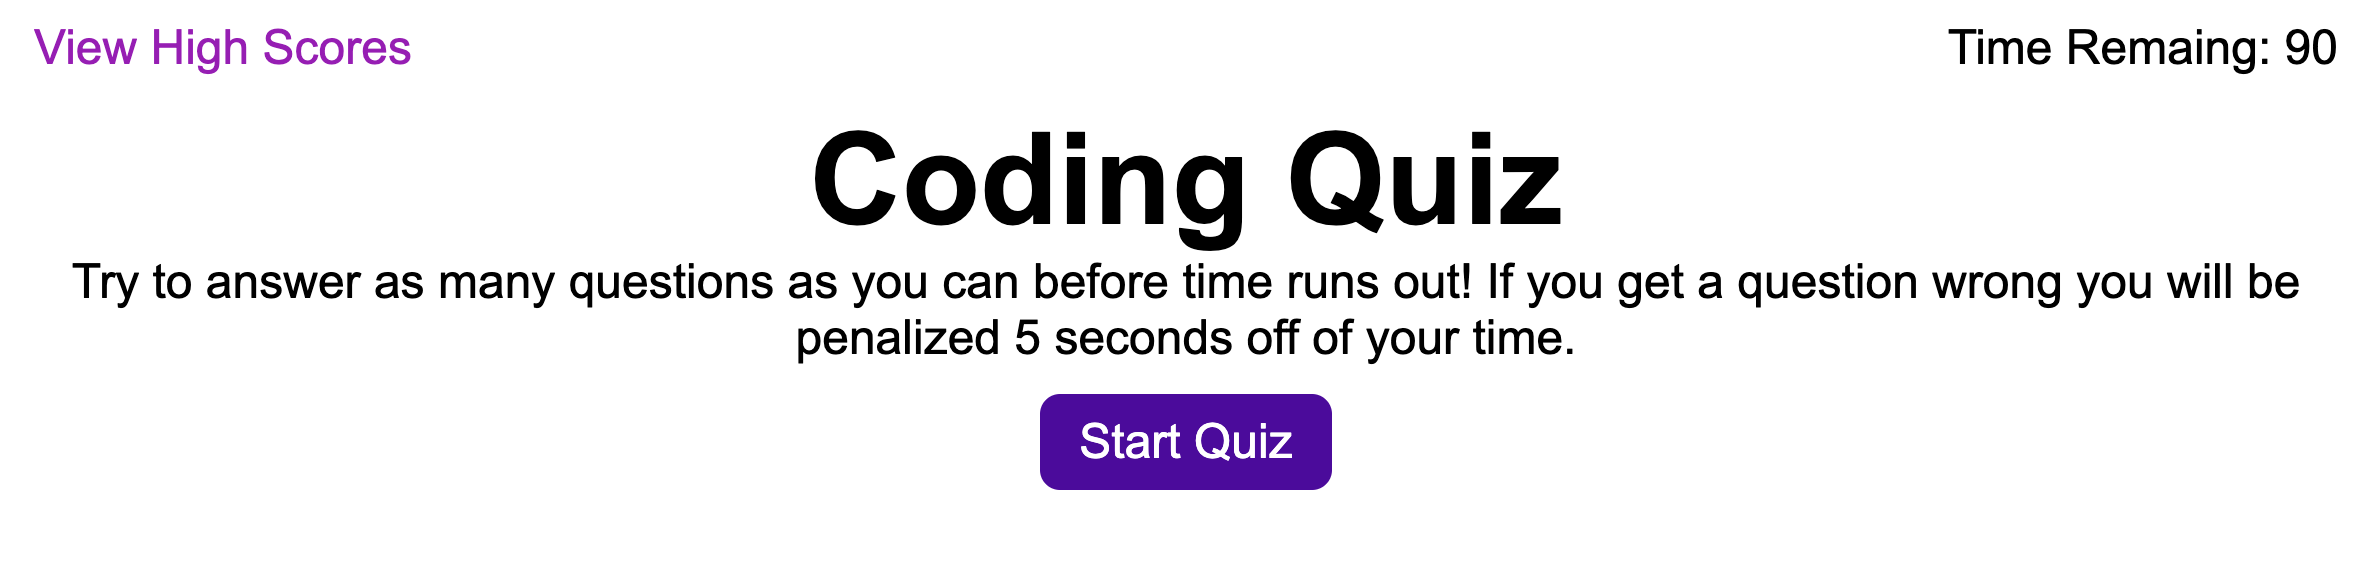 View High Scores
Time Remaing: 90
Coding Quiz
Try to answer as many questions as you can before time runs out! If you get a question wrong you will be
penalized 5 seconds off of your time.
Start Quiz